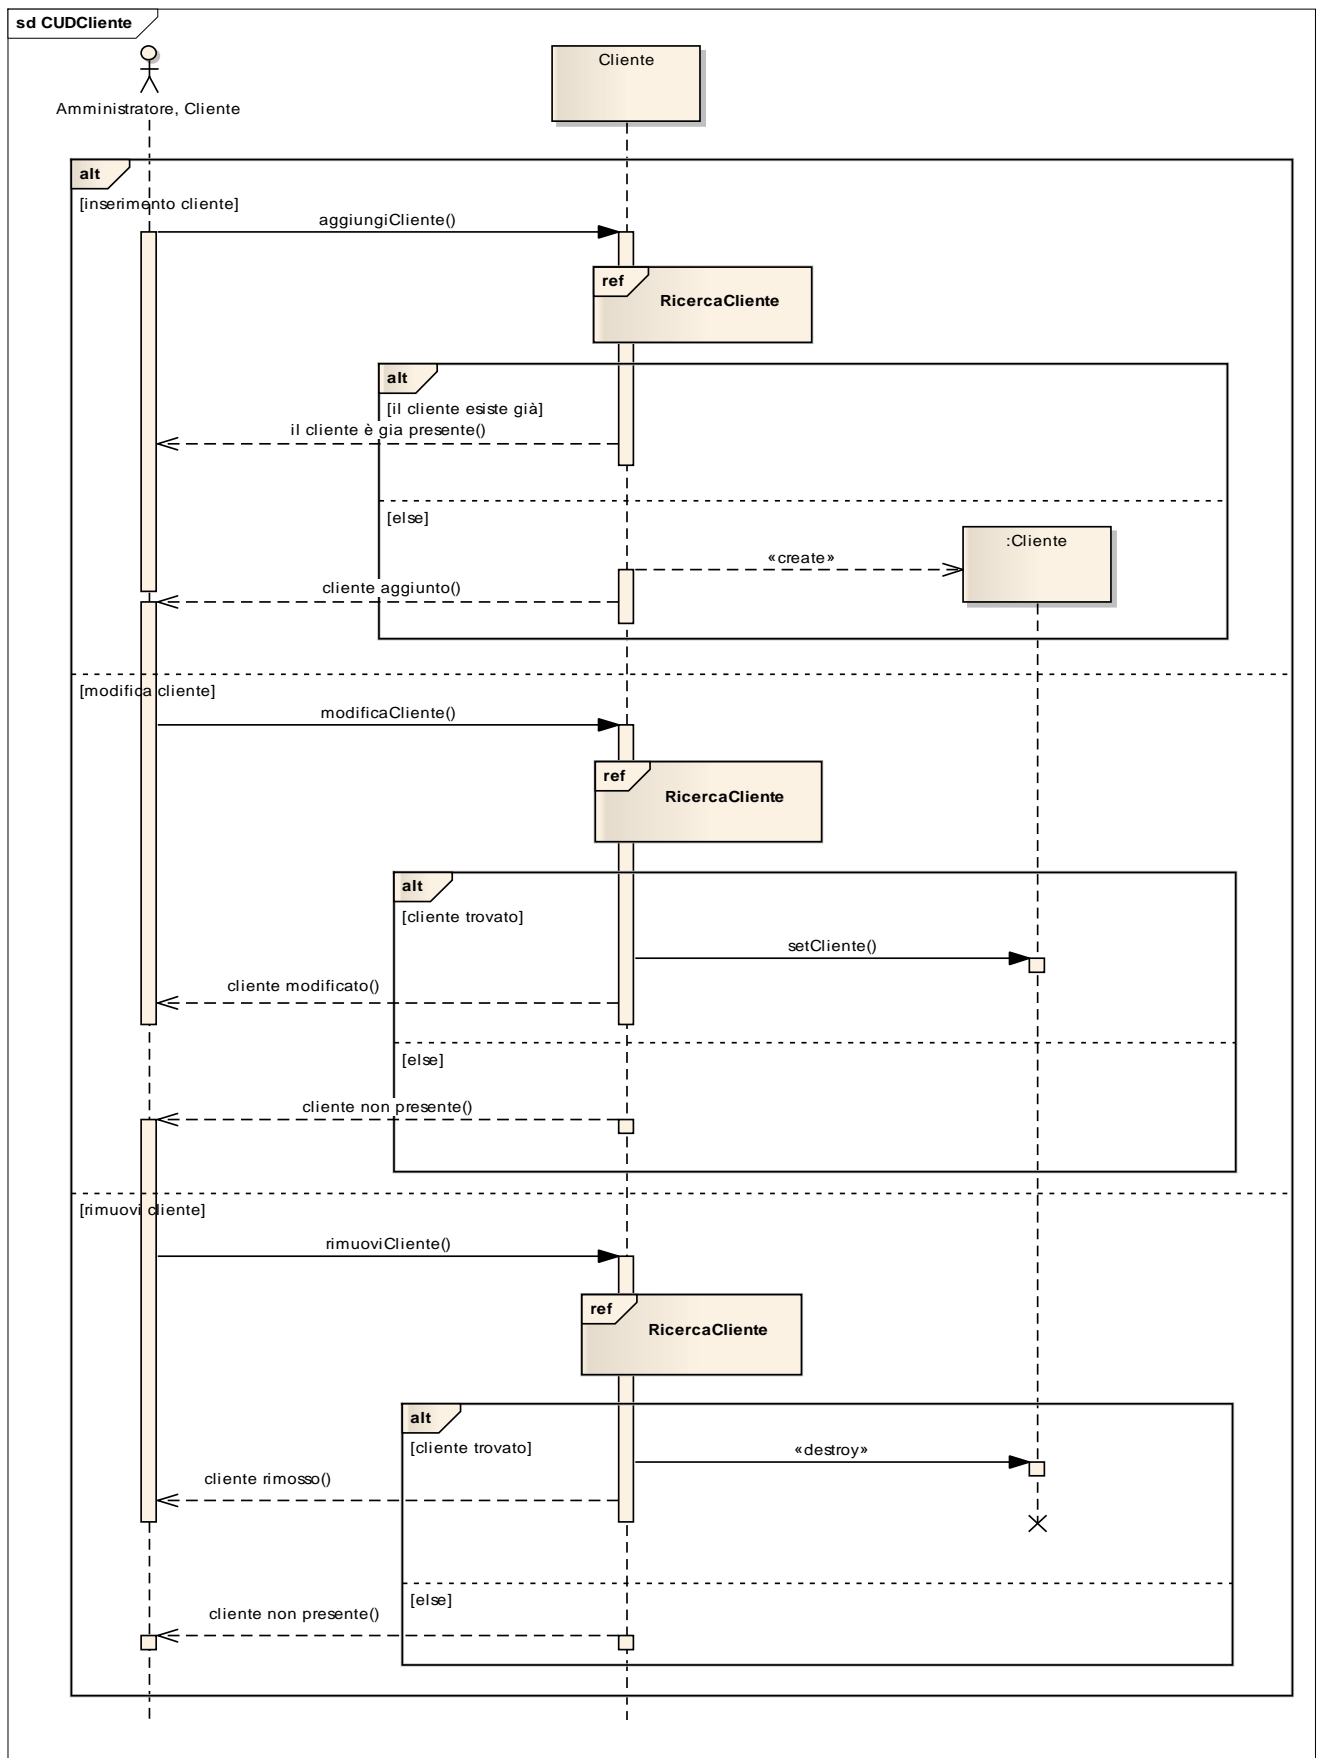 sd CUDCliente
Amministratore, Cliente
Cliente
alt
[inserimento cliente]
aggiungiCliente()
ref
RicercaCliente
alt
[il cliente esiste già]
il cliente è gia presente()
[else]
:Cliente
«create»
cliente aggiunto()
[modifica cliente]
modificaCliente()
ref
RicercaCliente
alt
[cliente trovato]
setCliente()
cliente modificato()
[else]
cliente non presente()
[rimuovi cliente]
rimuoviCliente()
ref
RicercaCliente
alt
[cliente trovato]
«destroy»
cliente rimosso()
[else]
cliente non presente()